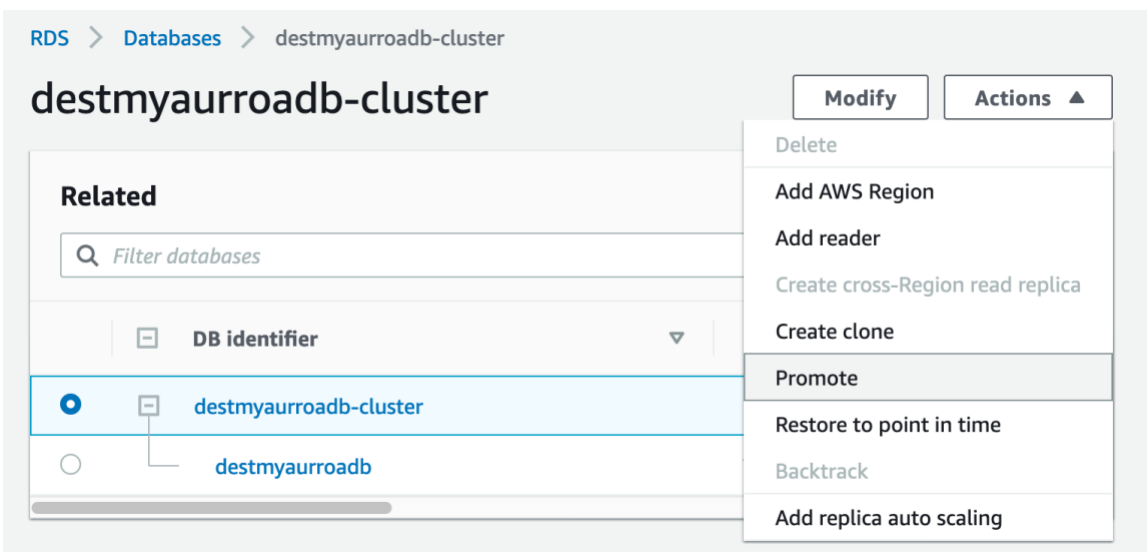 RDS > Databases > destmyaurroadb-cluster
destmyaurroadb-cluster
Modify
Actions
Delete
Add AWS Region
Add reader
Create cross-Region read replica
Create clone
Promote
Restore to point in time
Backtrack
Add replica auto scaling
Related
Filter databases
DB identifier
destmyaurroadb-cluster
destmyaurroadb